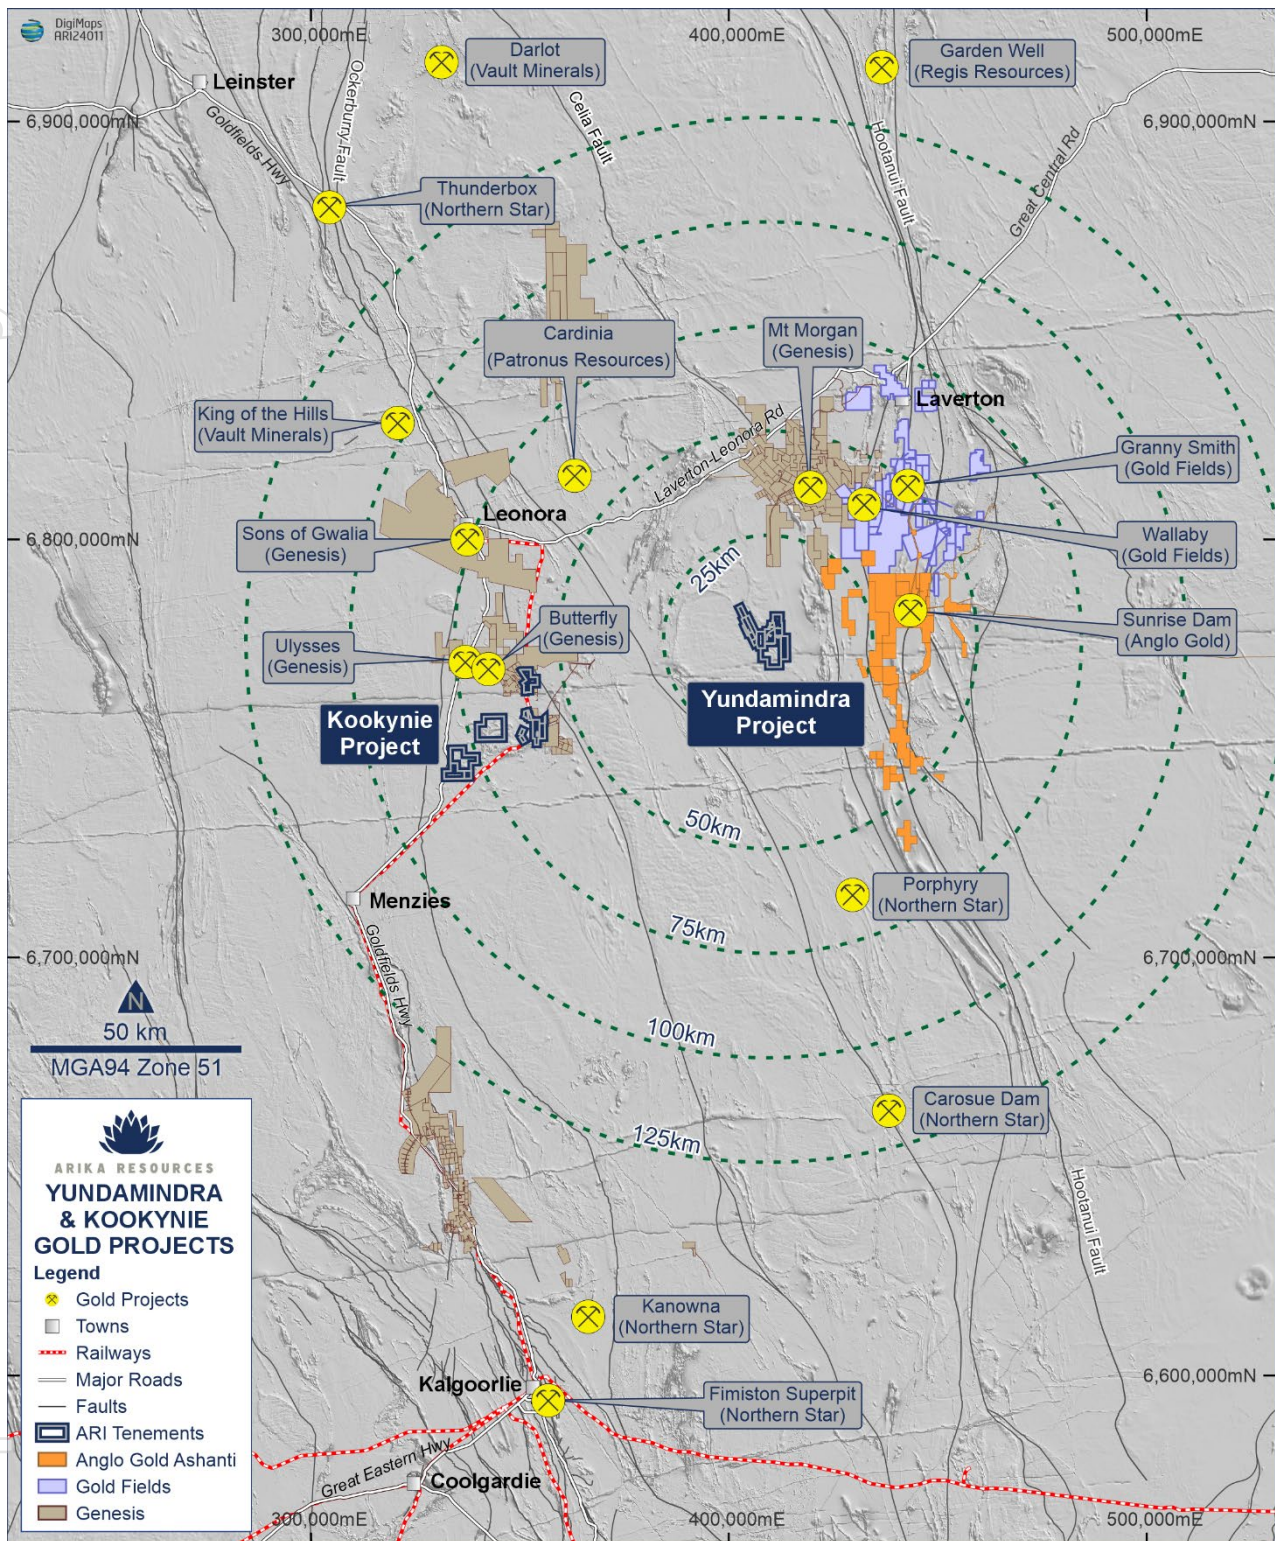 DigiMaps
ARI24011
300,000mE
400,000mE
500,000mE
Darlot
(Vault Minerals)
Garden Well
(Regis Resources)
Leinster
Ockerburry Fault
Celia Fault
6,900,000mN
6,900,000mN
Goldfields Hwy
Hootanui Fault
Great Central Rd
Thunderbox
(Northern Star)
Cardinia
(Patronus Resources)
Mt Morgan
(Genesis)
King of the Hills
(Vault Minerals)
Laverton
Laverton-Leonora Rd
Granny Smith
(Gold Fields)
Leonora
Sons of Gwalia
(Genesis)
6,800,000mN
Wallaby
(Gold Fields)
25km
Butterfly
(Genesis)
Sunrise Dam
(Anglo Gold)
Ulysses
(Genesis)
Kookynie
Project
Yundamindra
Project
50km
Menzies
Porphyry
(Northern Star)
75km
Goldfields Hwy
6,700,000mN
6,700,000mN
N
50 km
MGA94 Zone 51
100km
Carosue Dam
(Northern Star)
125km
Hootanui Fault
ARIKA RESOURCES
YUNDAMINDRA
& KOOKYNIE
GOLD PROJECTS
Legend
Gold Projects
Towns
Railways
Major Roads
Faults
ARI Tenements
Anglo Gold Ashanti
Gold Fields
Genesis
Kanowna
(Northern Star)
Kalgoorlie
6,600,000mN
Fimiston Superpit
(Northern Star)
Great Eastern Hwy
Coolgardie
300,000mE
400,000mE
500,000mE